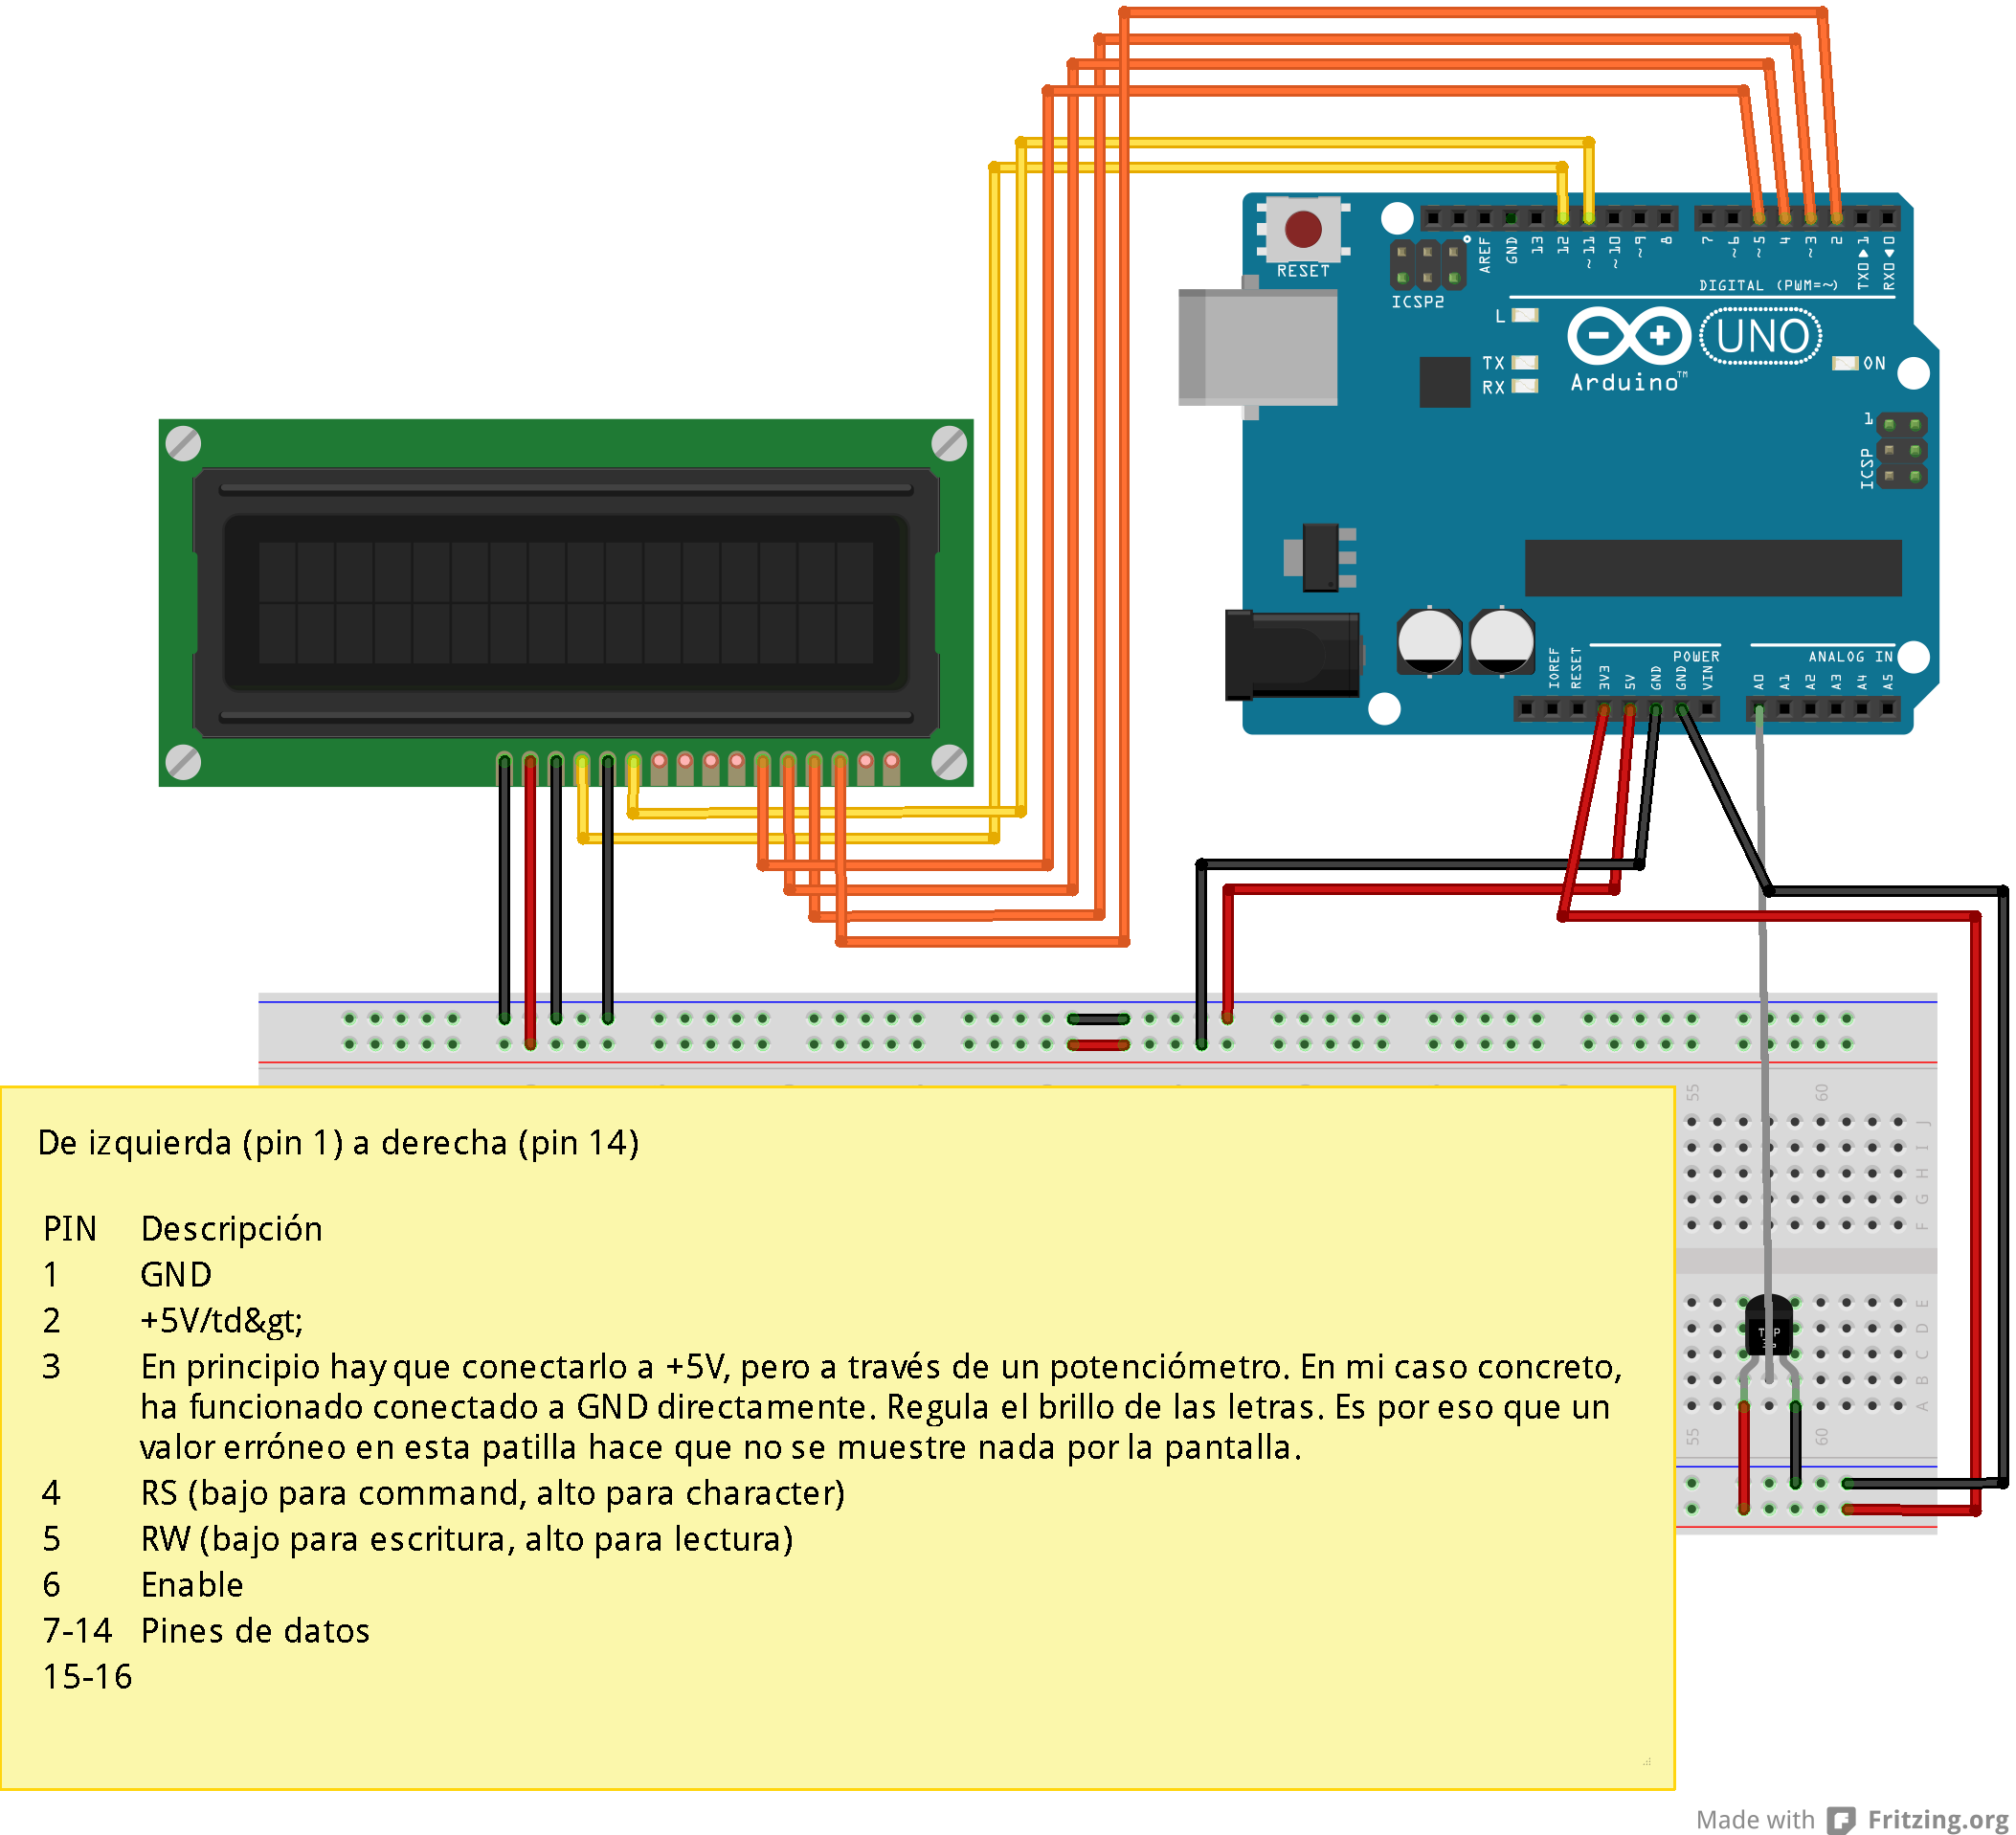 RESET
ICSP2
AREF
GND
13
12
~11
~10
~9
8
7
~6
~5
4
~3
2
TX0▶1
RX0◀0
DIGITAL (PWM=~)
L
TX
RX
UNO
Arduino™
ON
1
ICSP
IOREF
RESET
3V3
5V
GND
GND
VIN
POWER
ANALOG IN
A0
A1
A2
A3
A4
A5
55
60
J
I
H
G
F
E
D
C
B
A
55
60
De izquierda (pin 1) a derecha (pin 14)
PIN Descripción
1 GND
2 +5V/td&gt;
3 En principio hay que conectarlo a +5V, pero a través de un potenciómetro. En mi caso concreto,
ha funcionado conectado a GND directamente. Regula el brillo de las letras. Es por eso que un
valor erróneo en esta patilla hace que no se muestre nada por la pantalla.
4 RS (bajo para command, alto para character)
5 RW (bajo para escritura, alto para lectura)
6 Enable
7-14 Pines de datos
15-16
Made with Fritzing.org